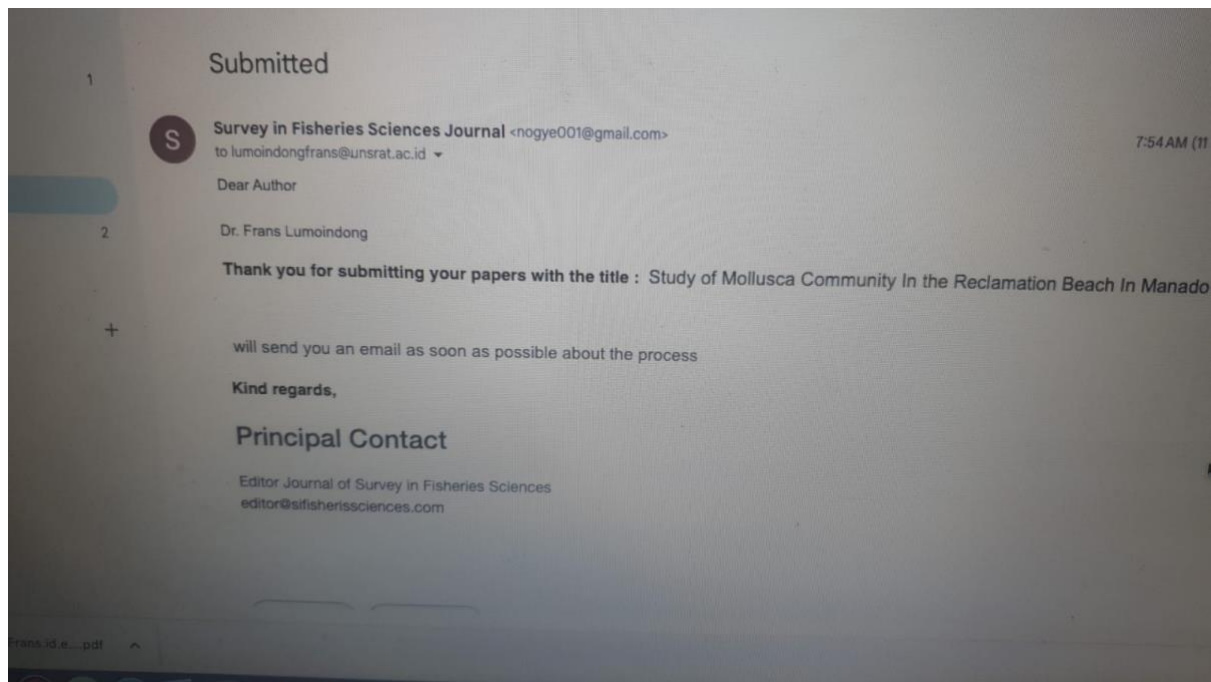 Submitted
1
S
Survey in Fisheries Sciences Journal <nogye001@gmail.com>
7:54 AM (11
to lumoindongfrans@unsrat.ac.id
Dear Author
2
Dr. Frans Lumoindong
Thank you for submitting your papers with the title : Study of Mollusca Community In the Reclamation Beach In Manado
+
will send you an email as soon as possible about the process
Kind regards,
Principal Contact
Editor Journal of Survey in Fisheries Sciences
editor@sifisherissciences.com
Frans.id.e....pdf